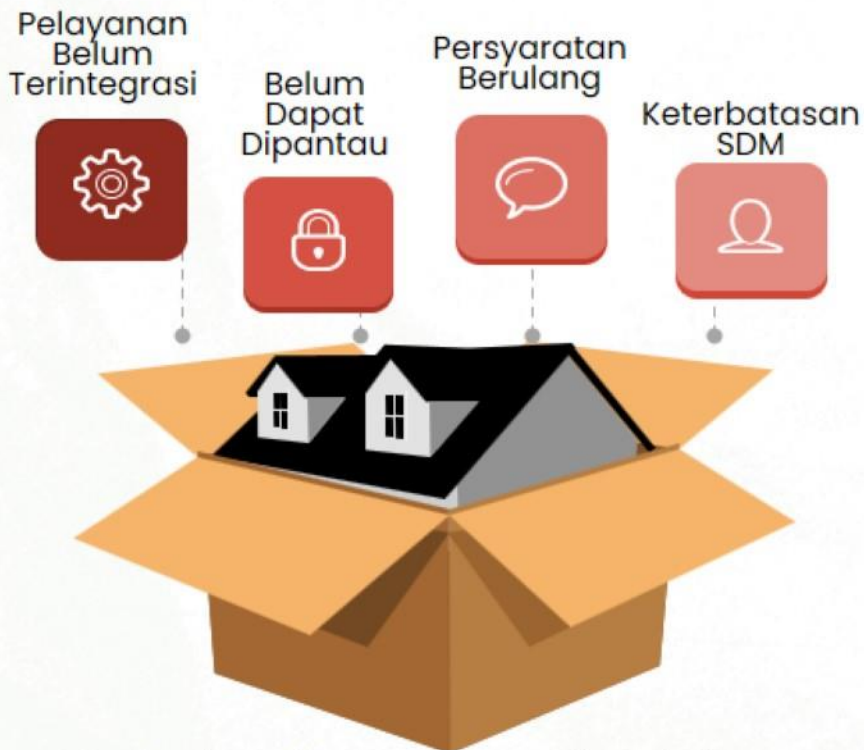 Pelayanan
Belum
Terintegrasi
Belum
Dapat
Dipantau
Persyaratan
Berulang
Keterbatasan
SDM